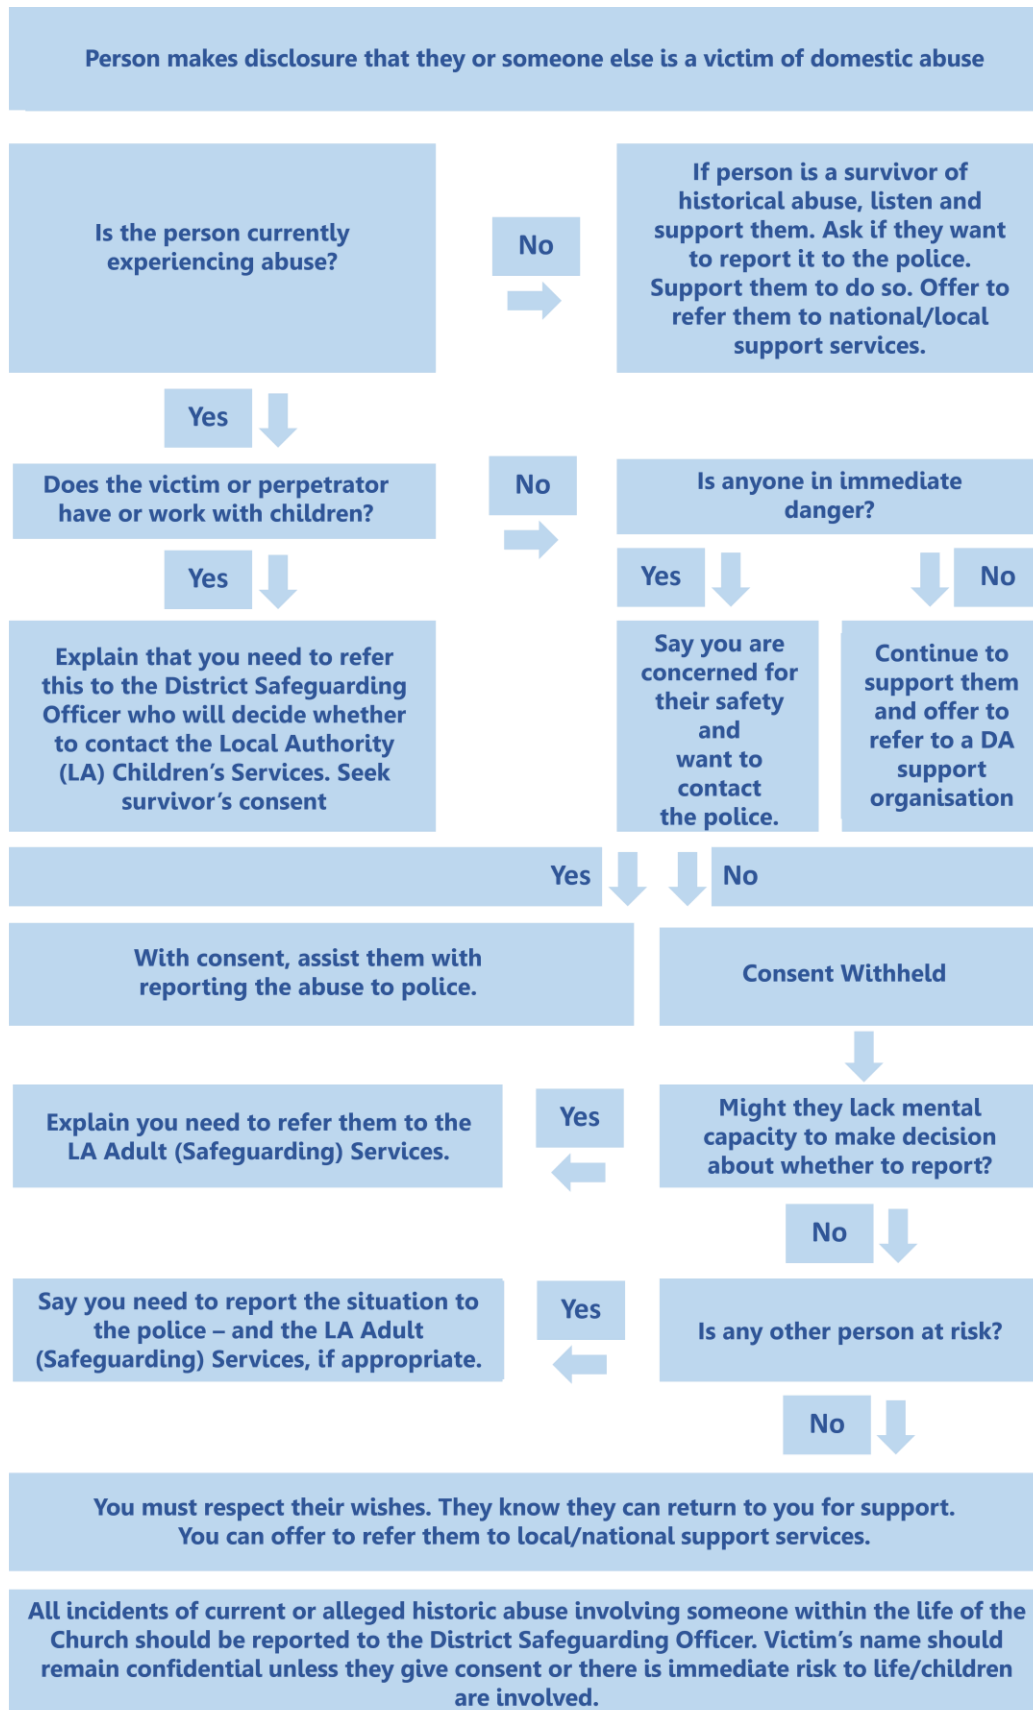 Person makes disclosure that they or someone else is a victim of domestic abuse
Is the person currently
experiencing abuse?
No
If person is a survivor of
historical abuse, listen and
support them. Ask if they want
to report it to the police.
Support them to do so. Offer to
refer them to national/local
support services.
Yes
Does the victim or perpetrator
have or work with children?
No
Is anyone in immediate
danger?
Yes
Yes
No
Explain that you need to refer
this to the District Safeguarding
Officer who will decide whether
to contact the Local Authority
(LA) Children’s Services. Seek
survivor’s consent
Say you are
concerned for
their safety
and
want to
contact
the police.
Continue to
support them
and offer to
refer to a DA
support
organisation
Yes
No
With consent, assist them with
reporting the abuse to police.
Consent Withheld
Explain you need to refer them to the
LA Adult (Safeguarding) Services.
Yes
Might they lack mental
capacity to make decision
about whether to report?
No
Say you need to report the situation to
the police – and the LA Adult
(Safeguarding) Services, if appropriate.
Yes
Is any other person at risk?
No
You must respect their wishes. They know they can return to you for support.
You can offer to refer them to local/national support services.
All incidents of current or alleged historic abuse involving someone within the life of the
Church should be reported to the District Safeguarding Officer. Victim’s name should
remain confidential unless they give consent or there is immediate risk to life/children
are involved.